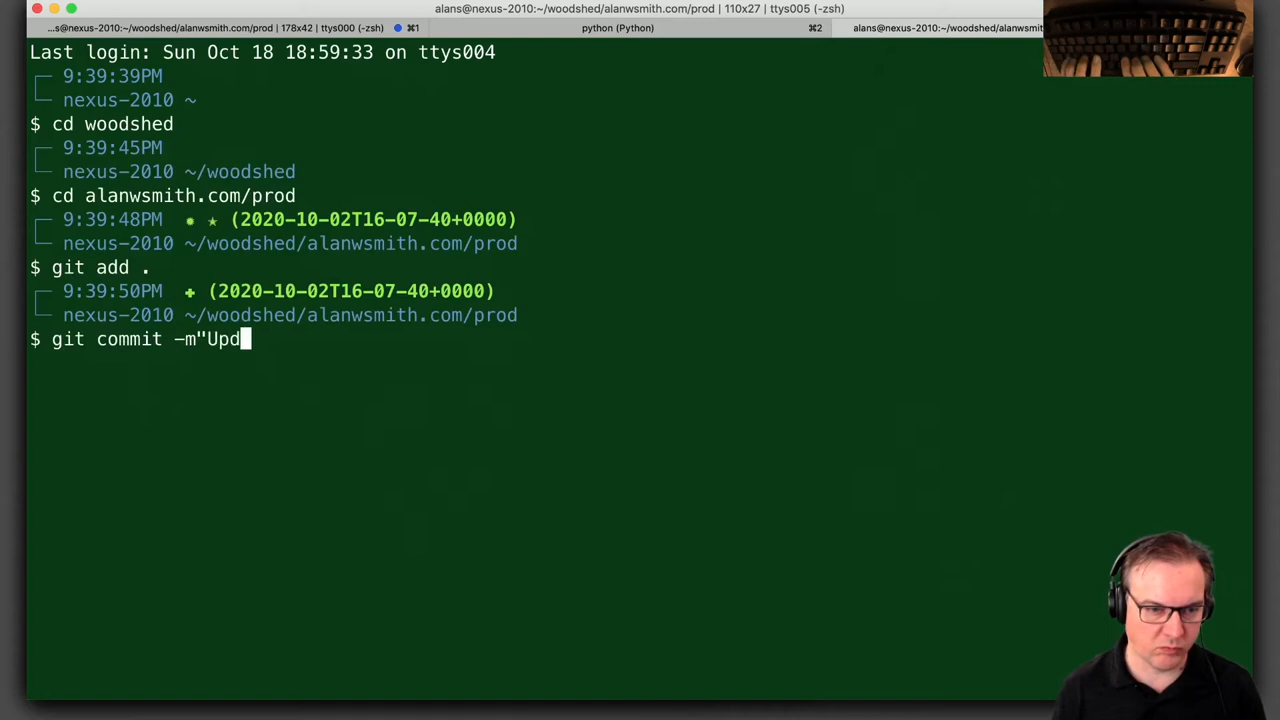 alans@nexus-2010:~/woodshed/alanwsmith.com/prod | 110x27 | ttys005 (-zsh)
...s@nexus-2010:~/woodshed/alanwsmith.com/prod | 178x42 | ttys000 (-zsh) ⌘1 python (Python) ⌘2 alans@nexus-2010:~/woodshed/alanwsmit
Last login: Sun Oct 18 18:59:33 on ttys004
9:39:39PM
nexus-2010 ~
$ cd woodshed
9:39:45PM
nexus-2010 ~/woodshed
$ cd alanwsmith.com/prod
9:39:48PM ● ★ (2020-10-02T16-07-40+0000)
nexus-2010 ~/woodshed/alanwsmith.com/prod
$ git add .
9:39:50PM ✚ (2020-10-02T16-07-40+0000)
nexus-2010 ~/woodshed/alanwsmith.com/prod
$ git commit -m"Upd